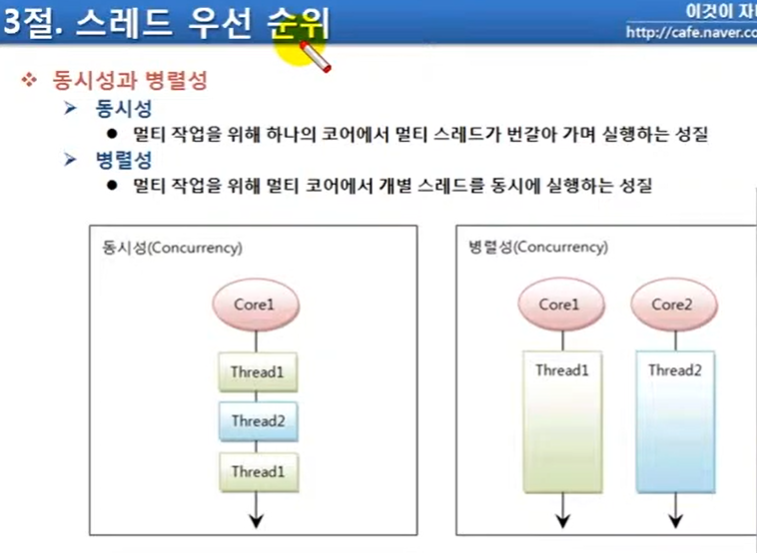 3절. 스레드 우선 순위
이것이 자
http://cafe.naver.co
동시성과 병렬성
동시성
멀티 작업을 위해 하나의 코어에서 멀티 스레드가 번갈아 가며 실행하는 성질
병렬성
멀티 작업을 위해 멀티 코어에서 개별 스레드를 동시에 실행하는 성질
동시성(Concurrency)
Core1
Thread1
Thread2
Thread1
병렬성(Concurrency)
Core1 Core2
Thread1 Thread2